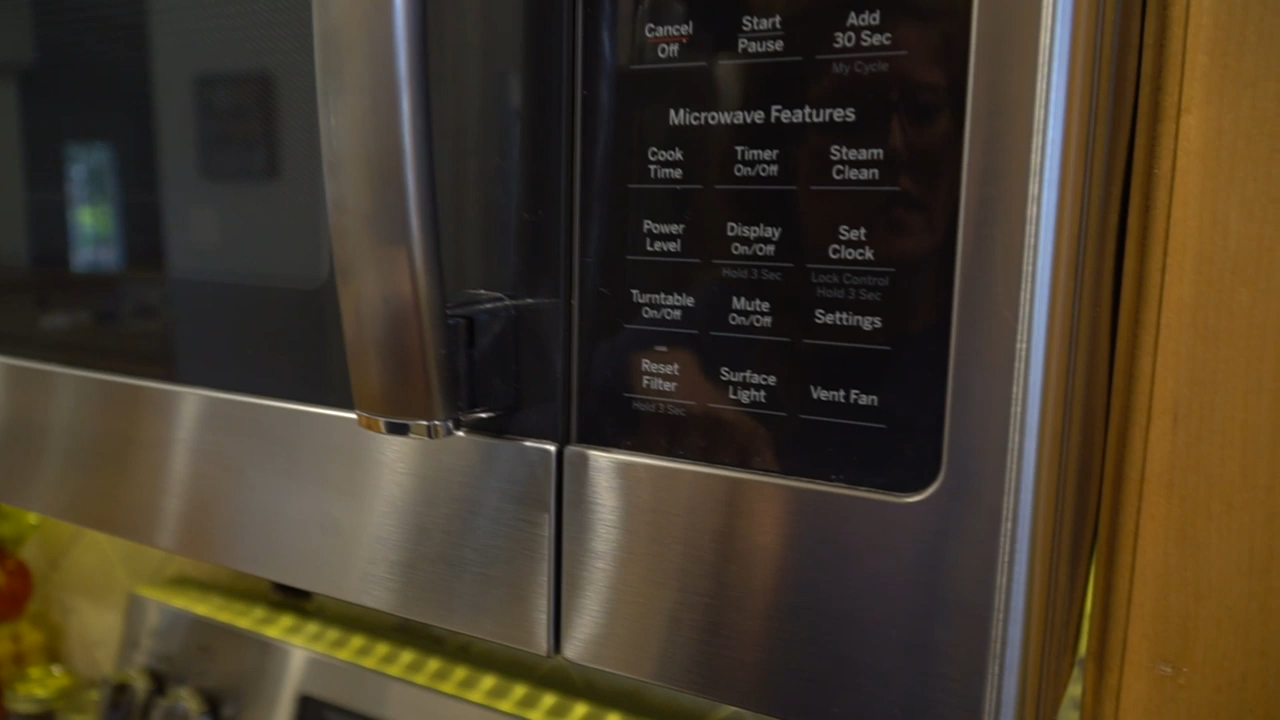 Cancel
Off
Start
Pause
Add
30 Sec
My Cycle
Microwave Features
Cook
Time
Timer
On/Off
Steam
Clean
Power
Level
Display
On/Off
Hold 3 Sec
Set
Clock
Lock Control
Hold 3 Sec
Turntable
On/Off
Mute
On/Off
Settings
Reset
Filter
Hold 3 Sec
Surface
Light
Vent Fan